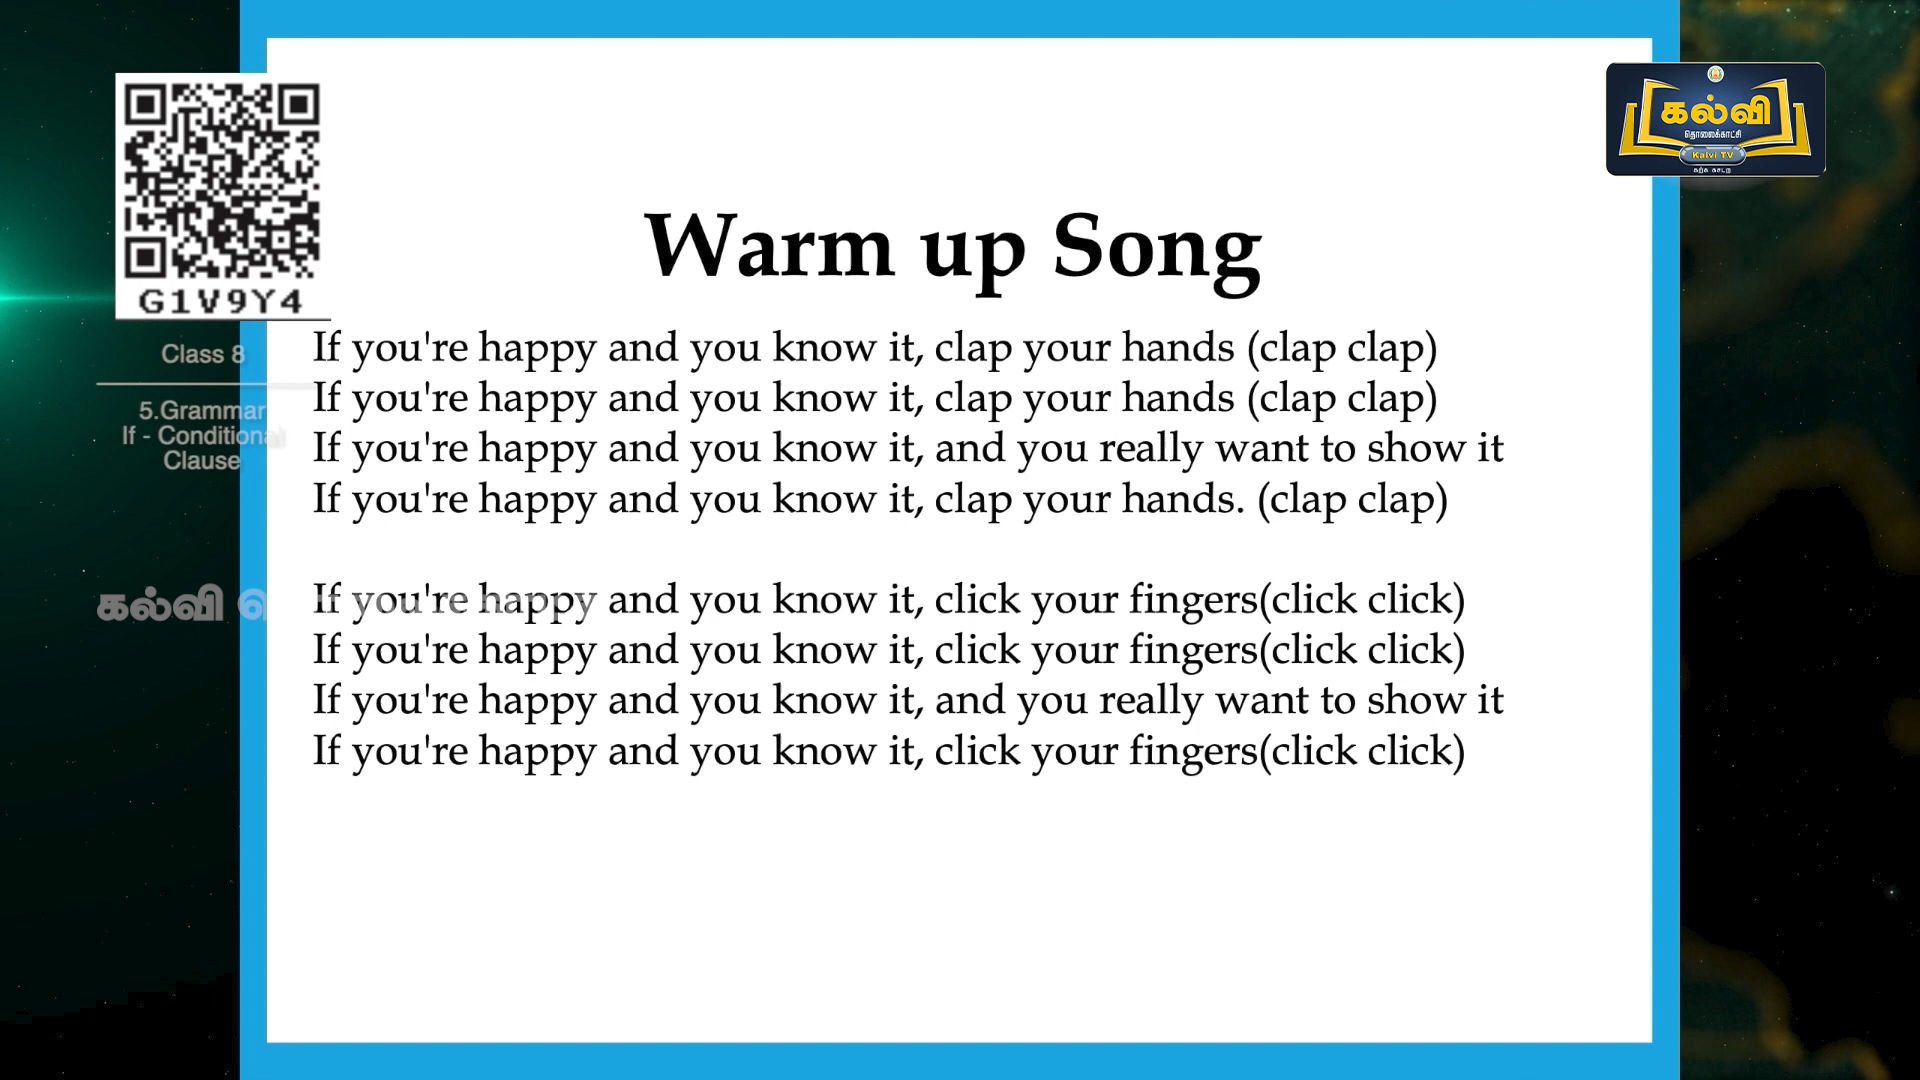 கல்வி
தொலைக்காட்சி
Kalvi TV
கற்க கசடற
G1V9Y4
Class 8
5.Grammar
If - Conditional
Clause
கல்வி
Warm up Song
If you're happy and you know it, clap your hands (clap clap)
If you're happy and you know it, clap your hands (clap clap)
If you're happy and you know it, and you really want to show it
If you're happy and you know it, clap your hands. (clap clap)
If you're happy and you know it, click your fingers(click click)
If you're happy and you know it, click your fingers(click click)
If you're happy and you know it, and you really want to show it
If you're happy and you know it, click your fingers(click click)